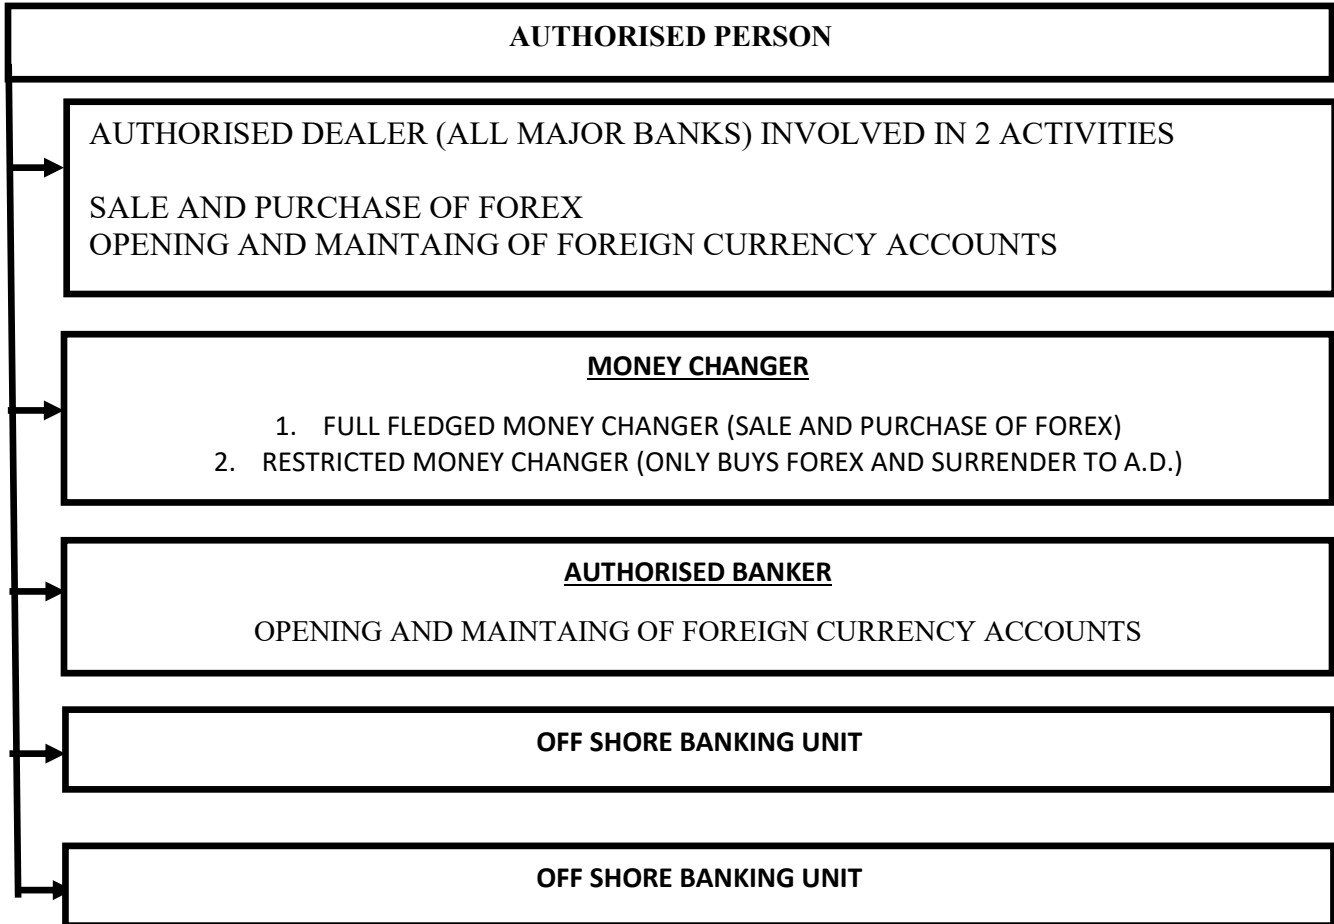 AUTHORISED PERSON
AUTHORISED DEALER (ALL MAJOR BANKS) INVOLVED IN 2 ACTIVITIES
SALE AND PURCHASE OF FOREX
OPENING AND MAINTAING OF FOREIGN CURRENCY ACCOUNTS
MONEY CHANGER
1. FULL FLEDGED MONEY CHANGER (SALE AND PURCHASE OF FOREX)
2. RESTRICTED MONEY CHANGER (ONLY BUYS FOREX AND SURRENDER TO A.D.)
AUTHORISED BANKER
OPENING AND MAINTAING OF FOREIGN CURRENCY ACCOUNTS
OFF SHORE BANKING UNIT
OFF SHORE BANKING UNIT